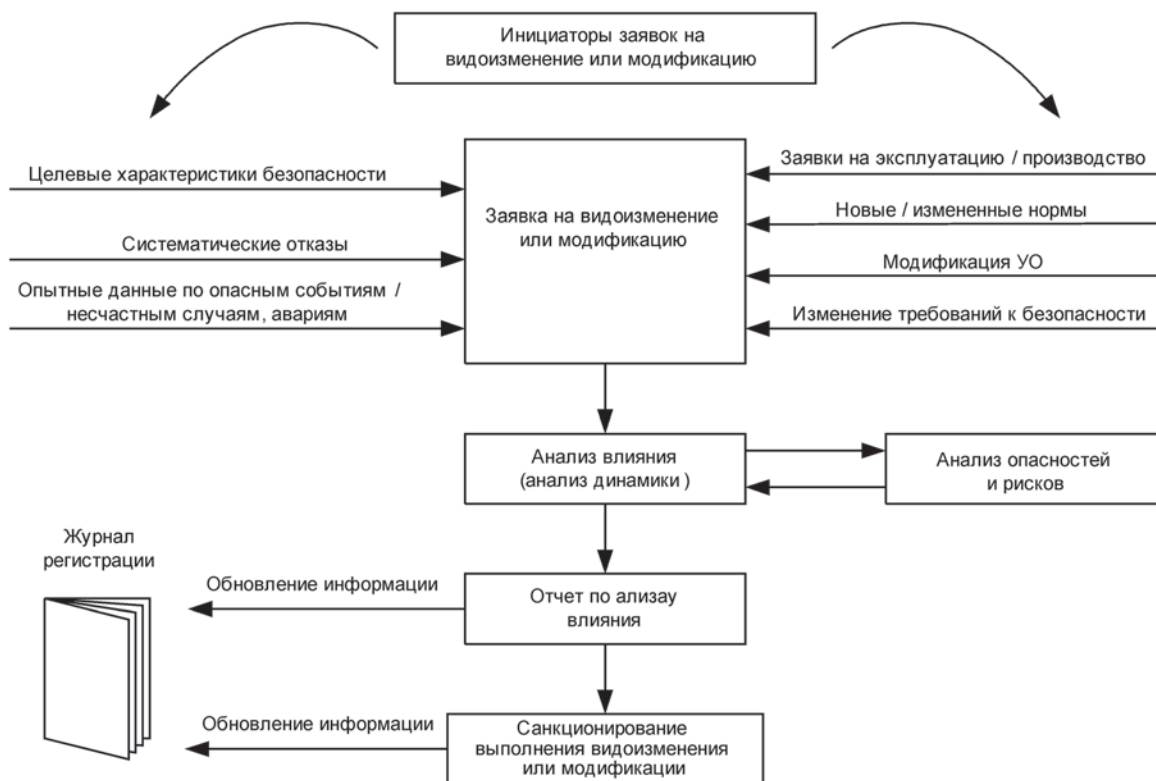 Инициаторы заявок на
видоизменение или модификацию
Целевые характеристики безопасности
Систематические отказы
Опытные данные по опасным событиям /
несчастным случаям, авариям
Заявка на видоизменение
или модификацию
Заявки на эксплуатацию / производство
Новые / измененные нормы
Модификация УО
Изменение требований к безопасности
Анализ влияния
(анализ динамики )
Анализ опасностей
и рисков
Журнал
регистрации
Обновление информации
Отчет по ализау
влияния
Обновление информации
Санкционирование
выполнения видоизменения
или модификации